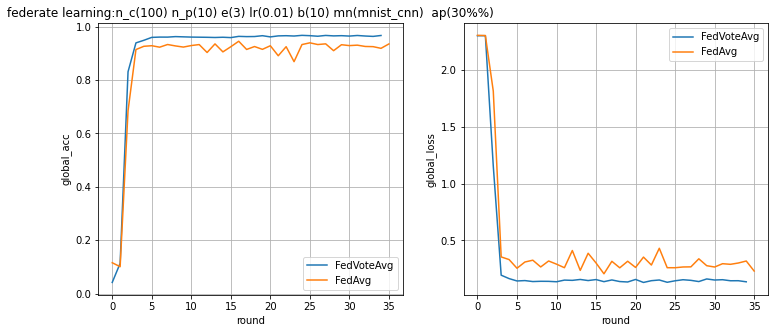 federate learning:n_c(100) n_p(10) e(3) lr(0.01) b(10) mn(mnist_cnn)  ap(30%%)
global_acc
1.0
0.8
0.6
0.4
0.2
0.0
FedVoteAvg
FedAvg
0 5 10 15 20 25 30 35
round
global_loss
2.0
1.5
1.0
0.5
FedVoteAvg
FedAvg
0 5 10 15 20 25 30 35
round